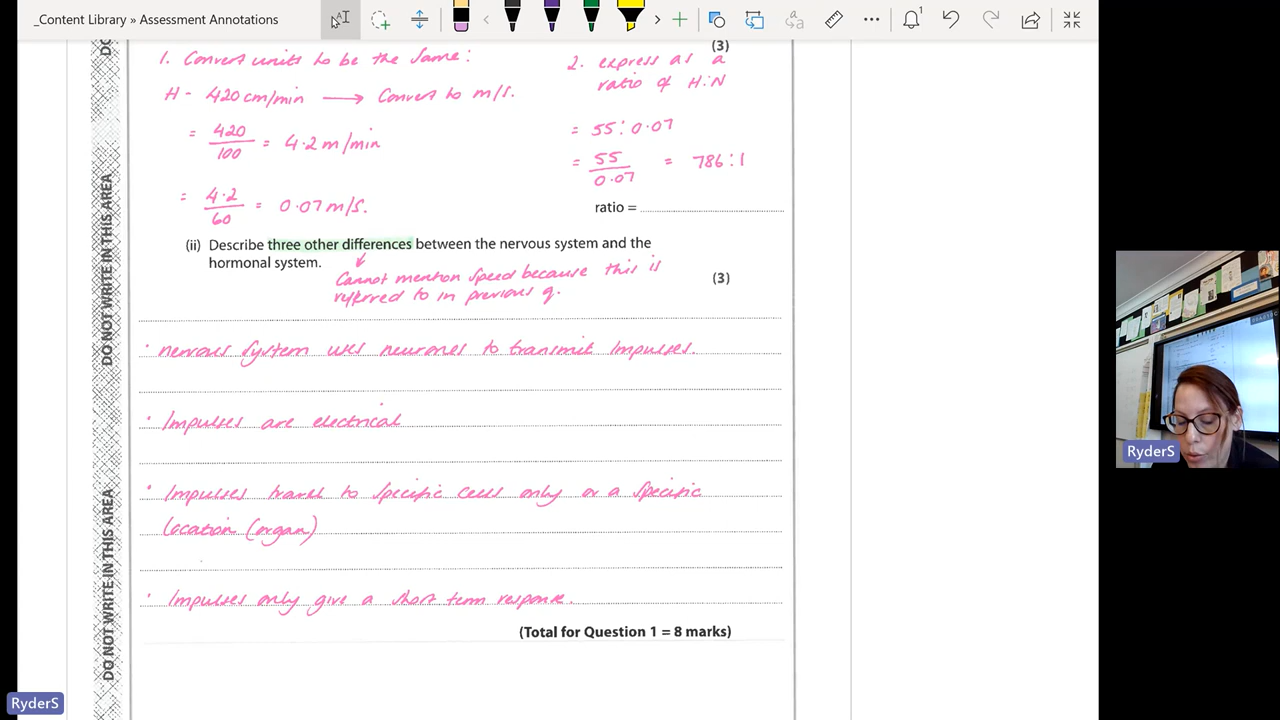 _Content Library » Assessment Annotations
1
(3)
1. Convert units to be the same:
2. express as a
ratio of H:N
H - 420 cm/min → Convert to m/s.
= 420/100 = 4.2 m/min
= 55 : 0.07
= 55/0.07 = 786 : 1
= 4.2/60 = 0.07 m/s.
ratio =
(ii) Describe three other differences between the nervous system and the
hormonal system.
Cannot mention speed because this is
referred to in previous q.
(3)
• nervous system uses neurones to transmit impulses.
• Impulses are electrical
• Impulses travel to specific cells only or a specific
location (organ)
• Impulses only give a short term response.
(Total for Question 1 = 8 marks)
DO
DO NOT WRITE IN THIS AREA
DO NOT WRITE IN THIS AREA
RyderS
RyderS